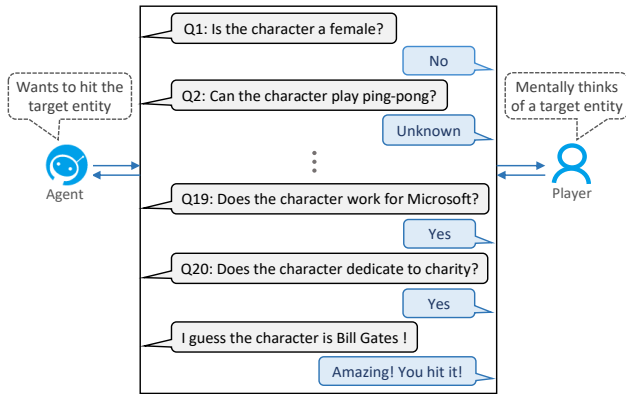 Q1: Is the character a female?
No
Wants to hit the
target entity
Q2: Can the character play ping-pong?
Mentally thinks
of a target entity
Unknown
Agent
Player
Q19: Does the character work for Microsoft?
Yes
Q20: Does the character dedicate to charity?
Yes
I guess the character is Bill Gates !
Amazing! You hit it!